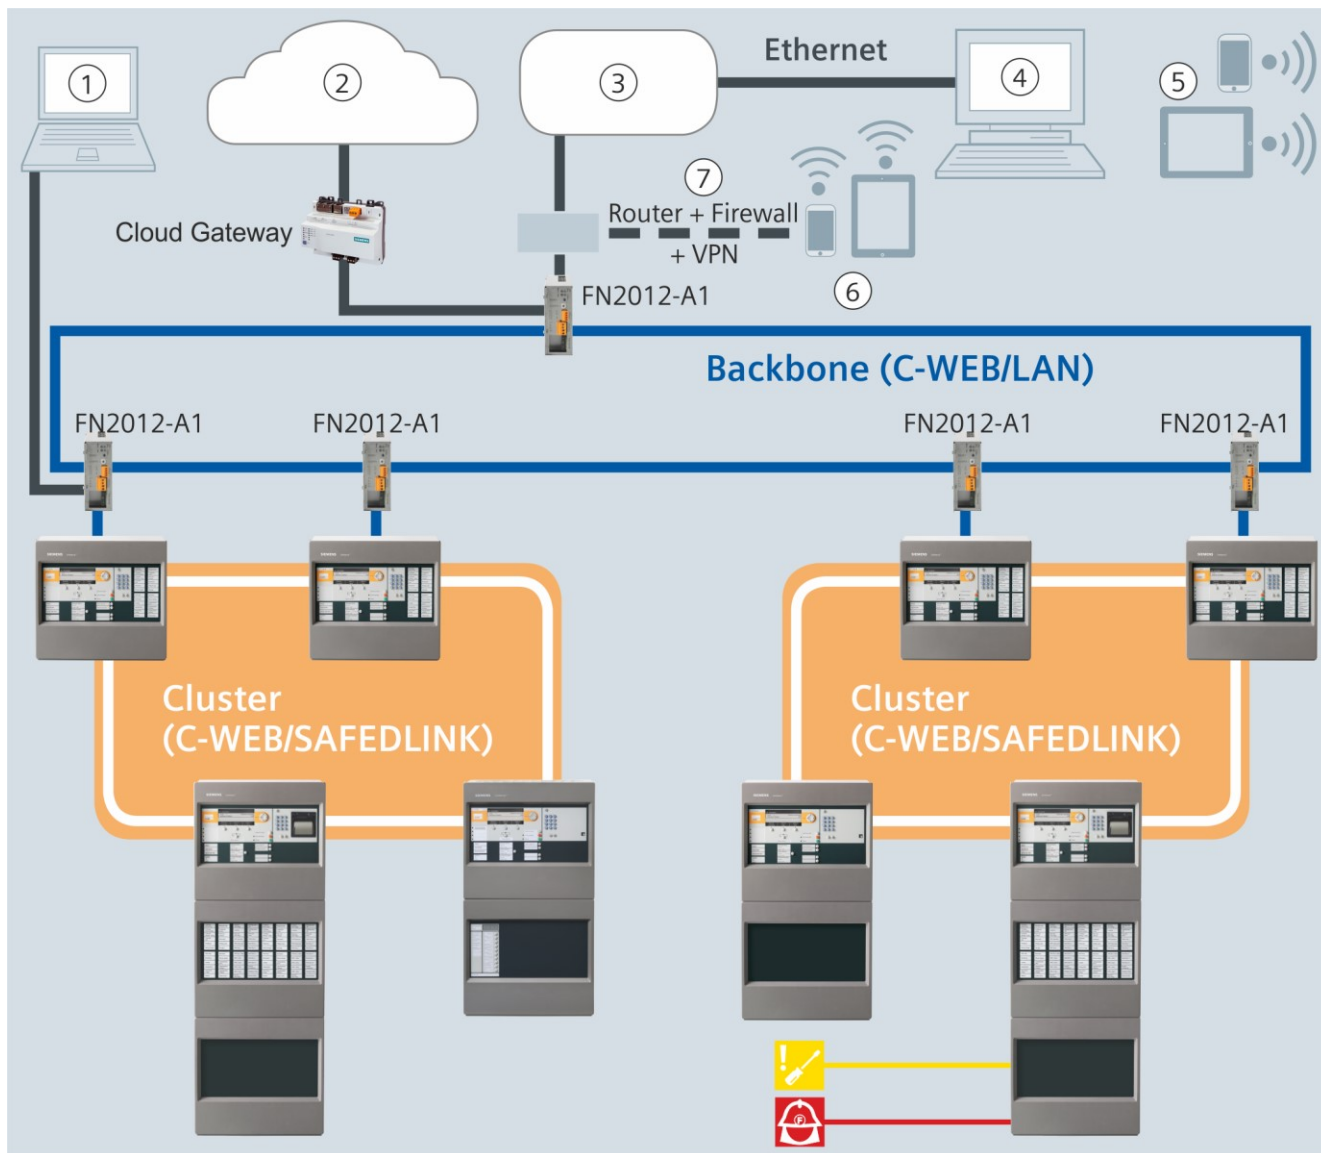 1
2
3
Ethernet
4
5
7
Cloud Gateway
Router + Firewall
+ VPN
6
FN2012-A1
Backbone (C-WEB/LAN)
FN2012-A1
FN2012-A1
FN2012-A1
FN2012-A1
Cluster
(C-WEB/SAFEDLINK)
Cluster
(C-WEB/SAFEDLINK)
!
F